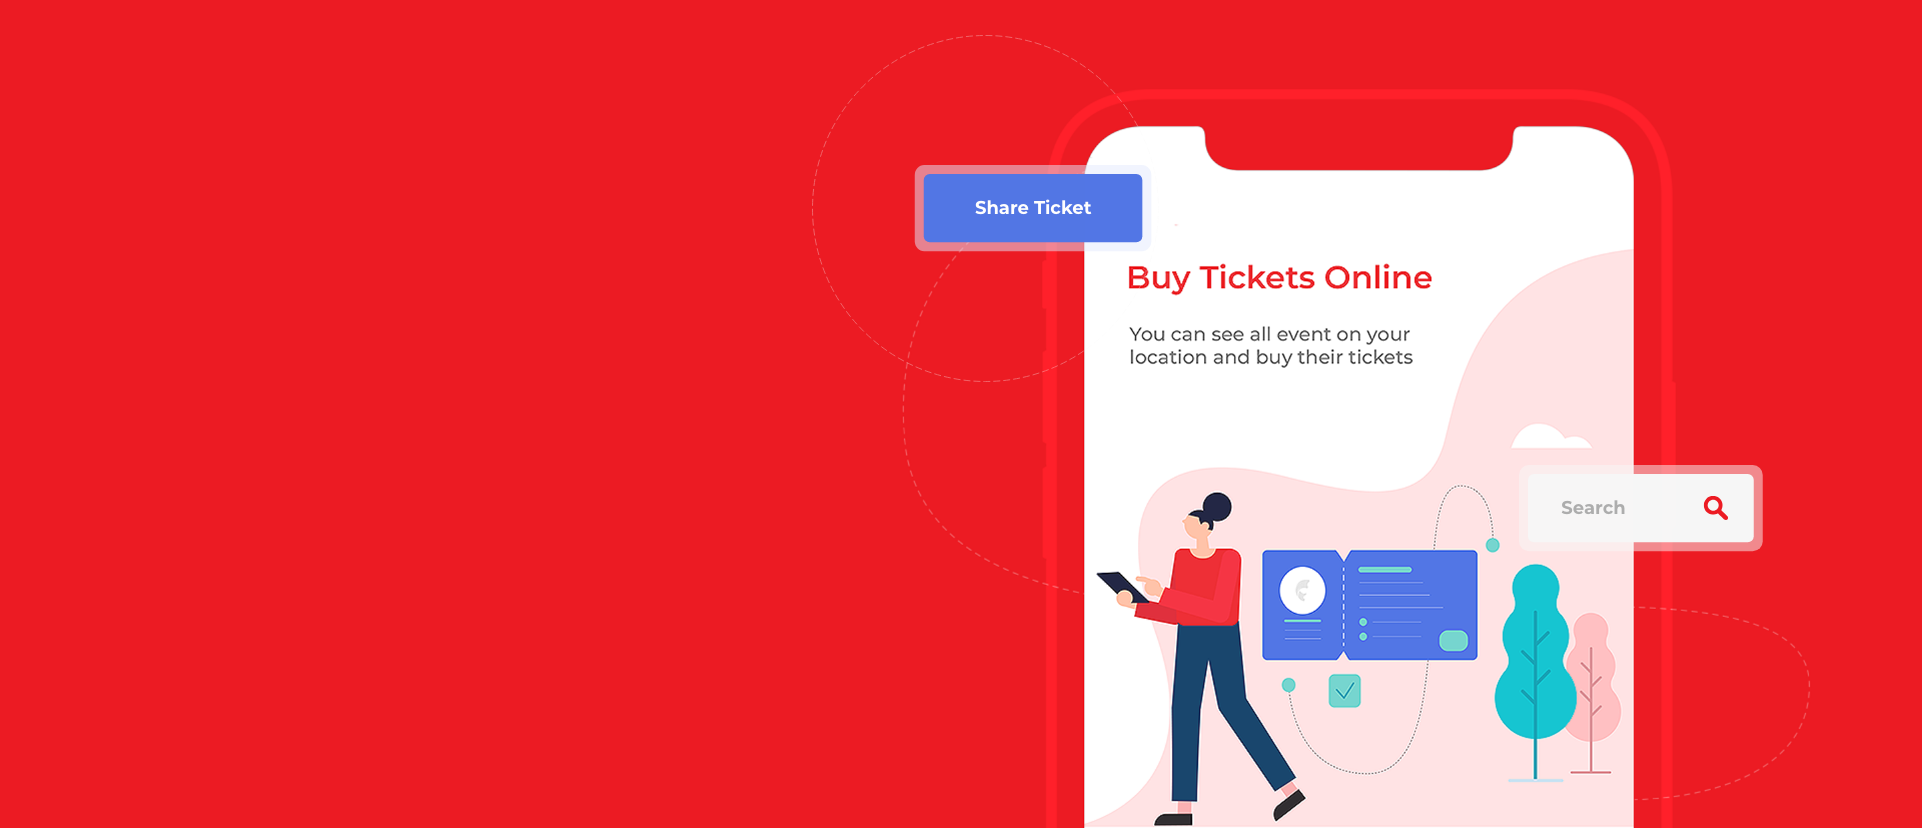 Share Ticket
Buy Tickets Online
You can see all event on your
location and buy their tickets
Search